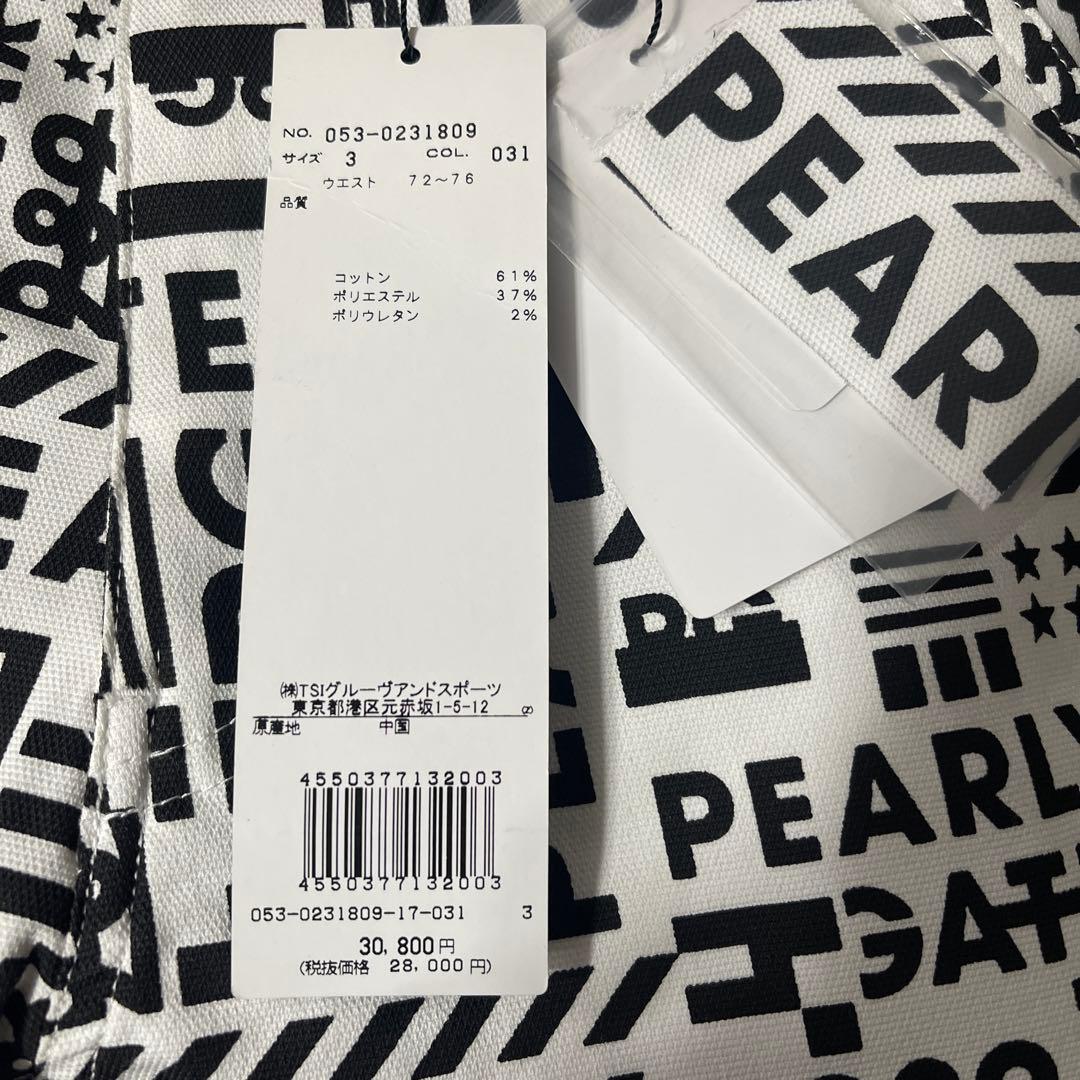 NO. 053-0231809
サイズ 3 COL. 031
ウエスト 72～76
品質
コットン 61%
ポリエステル 37%
ポリウレタン 2%
㈱TSIグルーヴアンドスポーツ
東京都港区元赤坂1-5-12
原産地 中国
4550377132003
4550377132003
053-0231809-17-031 3
30,800円
(税抜価格 28,000円)
PEARL
PEARLY
GAT